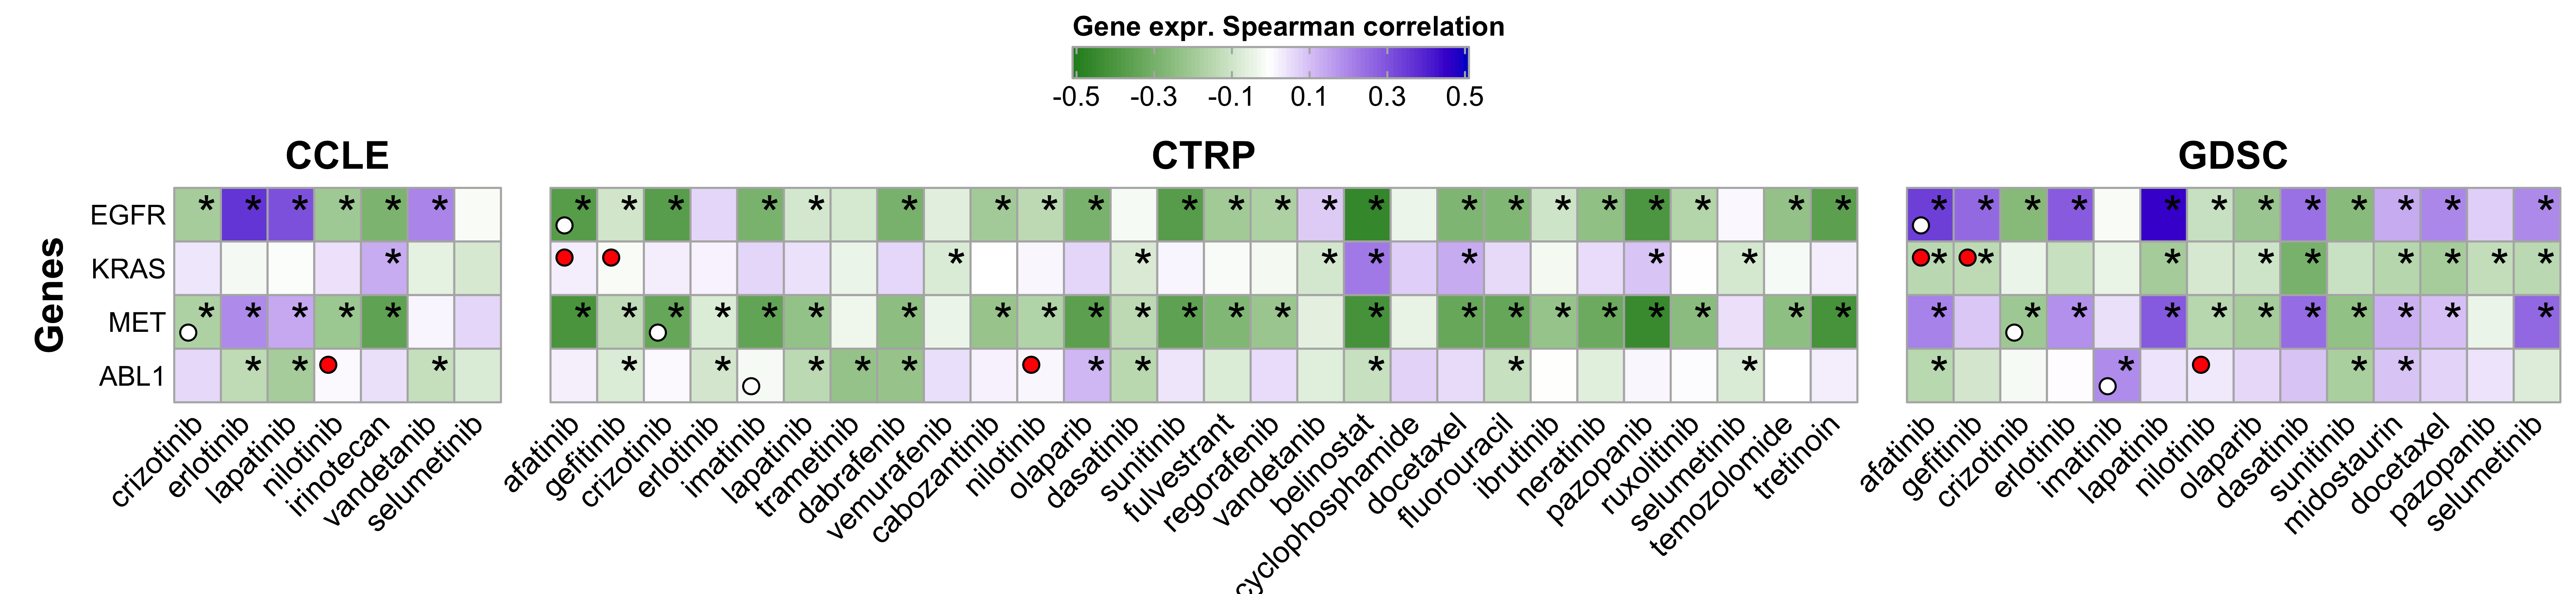 Gene expr. Spearman correlation
-0.5 -0.3 -0.1 0.1 0.3 0.5
CCLE CTRP GDSC
Genes
EGFR * * * * * * * * * * * * * * * * * * * * * * * * * * * * * * * * * * * * * * * * *
KRAS * * * * * * * * * * * * * * * *
MET * * * * * * * * * * * * * * * * * * * * * * * * * * * * * * * * * * * * * * *
ABL1 * * * * * * * * * * * * * * * *
crizotinib erlotinib lapatinib nilotinib irinotecan vandetanib selumetinib afatinib gefitinib crizotinib erlotinib imatinib lapatinib trametinib dabrafenib vemurafenib cabozantinib nilotinib olaparib dasatinib sunitinib fulvestrant regorafenib vandetanib belinostat cyclophosphamide docetaxel fluorouracil ibrutinib neratinib pazopanib ruxolitinib selumetinib temozolomide tretinoin afatinib gefitinib crizotinib erlotinib imatinib lapatinib nilotinib olaparib dasatinib sunitinib midostaurin docetaxel pazopanib selumetinib